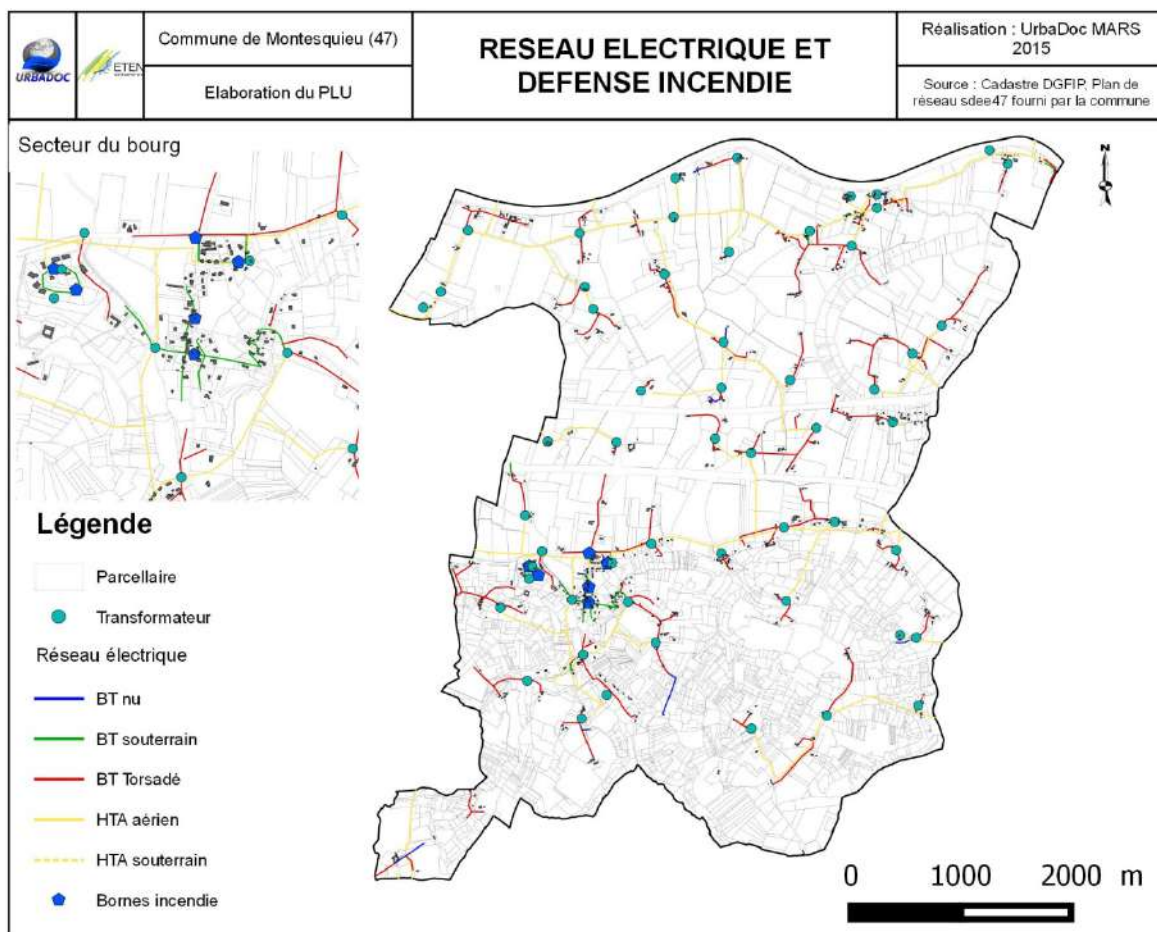 URBADOC
ETEN
Commune de Montesquieu (47)
Elaboration du PLU
RESEAU ELECTRIQUE ET
DEFENSE INCENDIE
Réalisation : UrbaDoc MARS
2015
Source : Cadastre DGFIP, Plan de
réseau sdee47 fourni par la commune
Secteur du bourg
N
Légende
Parcellaire
Transformateur
Réseau électrique
BT nu
BT souterrain
BT Torsadé
HTA aérien
HTA souterrain
Bornes incendie
0 1000 2000 m